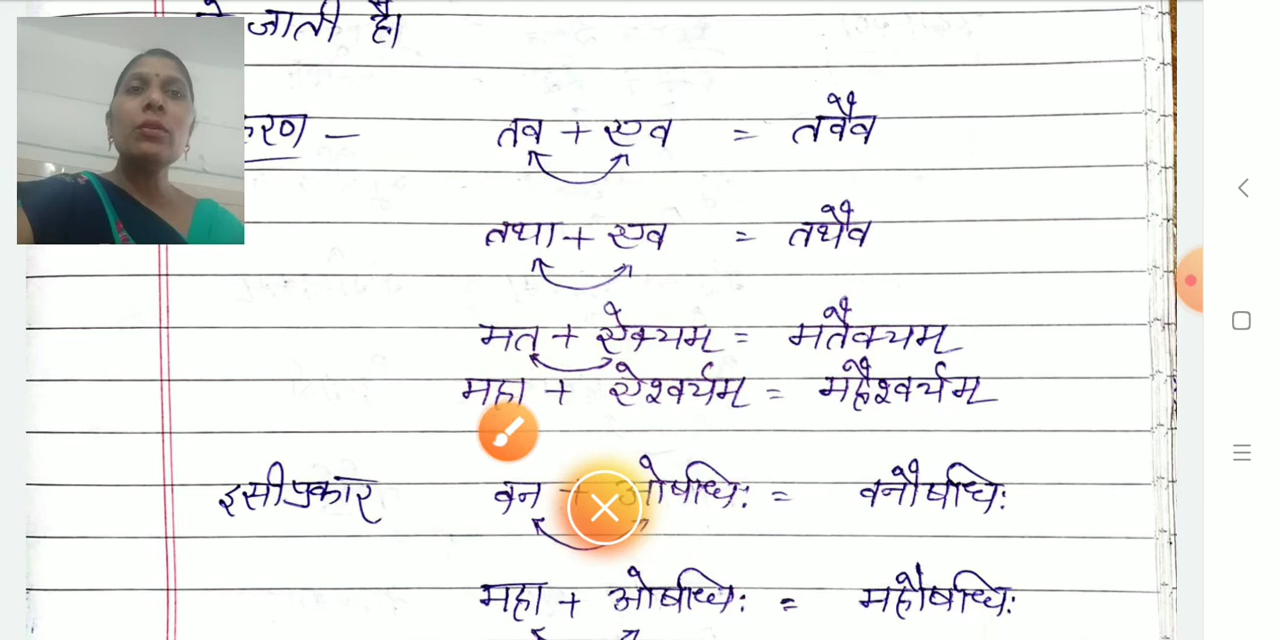 जाती है।
करण – तव + एव = तवैव
तथा + एव = तथैव
मत + ऐक्यम् = मतैक्यम्
महा + ऐश्वर्यम् = महैश्वर्यम्
इसीप्रकार वन + ओषधिः = वनौषधिः
महा + ओषधिः = महौषधिः